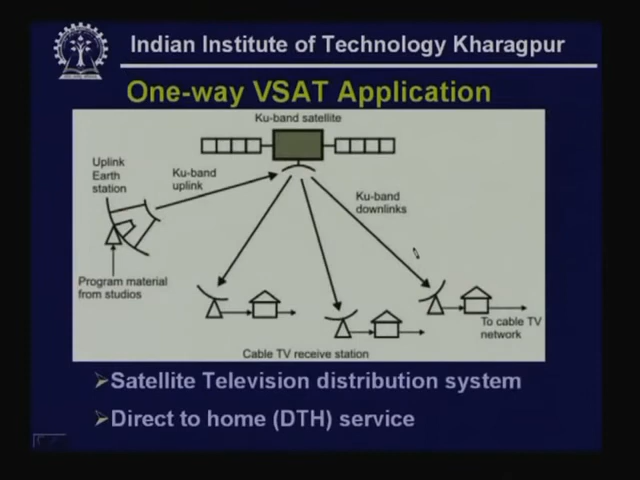 Indian Institute of Technology Kharagpur
One-way VSAT Application
Ku-band satellite
Uplink
Earth
station
Ku-band
uplink
Ku-band
downlinks
Program material
from studios
To cable TV
network
Cable TV receive station
➢Satellite Television distribution system
➢Direct to home (DTH) service